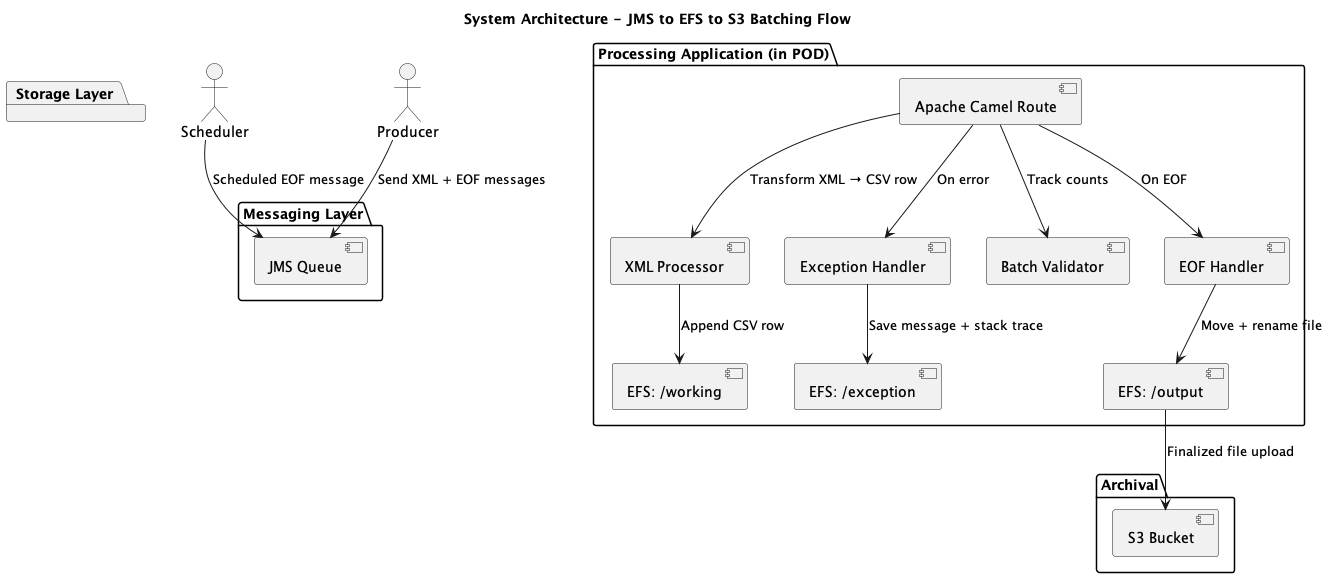 System Architecture - JMS to EFS to S3 Batching Flow
Processing Application (in POD)
Storage Layer
Apache Camel Route
Scheduler
Producer
Scheduled EOF message
Send XML + EOF messages
Transform XML → CSV row
On error
Track counts
On EOF
Messaging Layer
JMS Queue
XML Processor
Exception Handler
Batch Validator
EOF Handler
Append CSV row
Save message + stack trace
Move + rename file
EFS: /working
EFS: /exception
EFS: /output
Finalized file upload
Archival
S3 Bucket